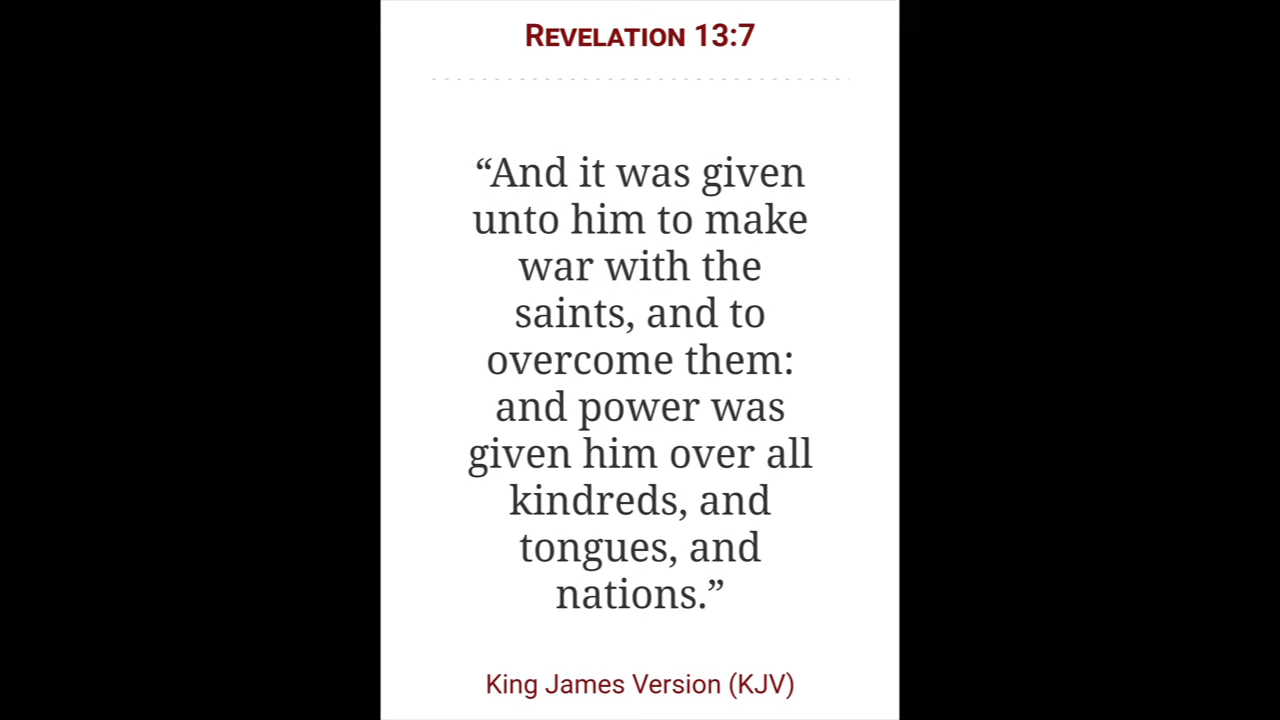 Revelation 13:7
“And it was given
unto him to make
war with the
saints, and to
overcome them:
and power was
given him over all
kindreds, and
tongues, and
nations.”
King James Version (KJV)